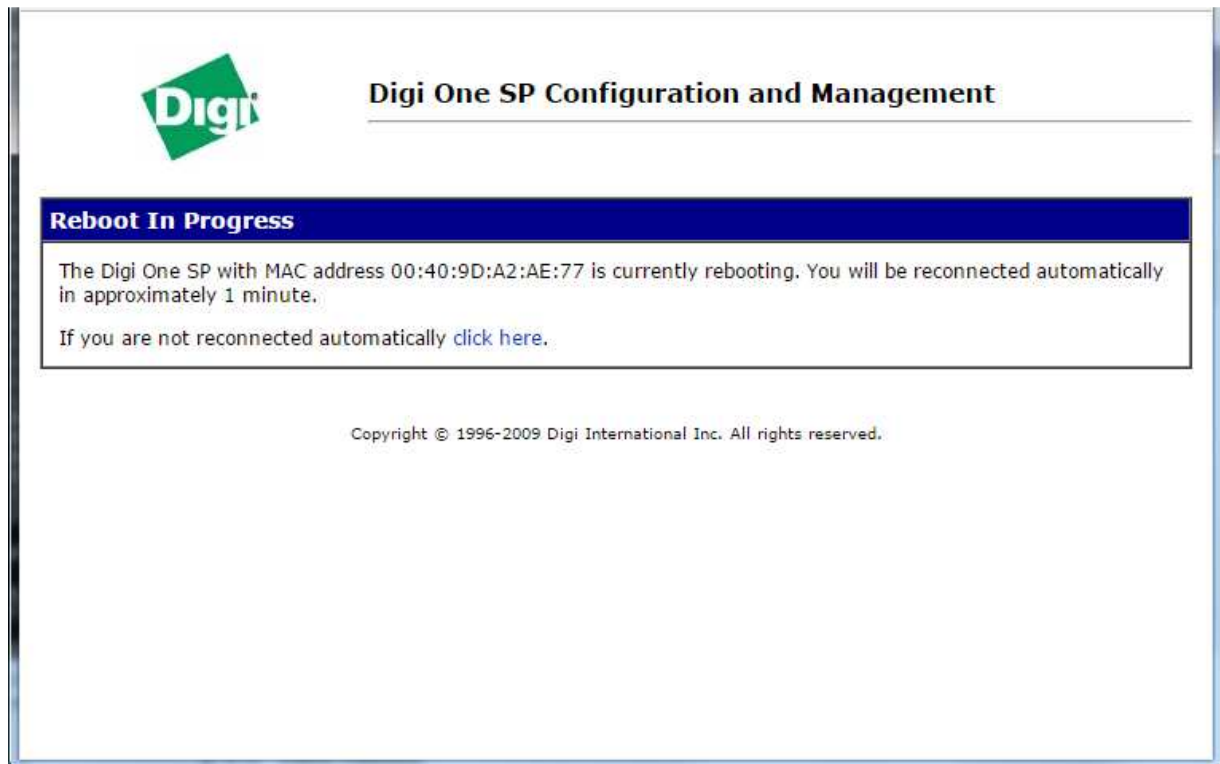 Digi
Digi One SP Configuration and Management
Reboot In Progress
The Digi One SP with MAC address 00:40:9D:A2:AE:77 is currently rebooting. You will be reconnected automatically
in approximately 1 minute.
If you are not reconnected automatically click here.
Copyright © 1996-2009 Digi International Inc. All rights reserved.